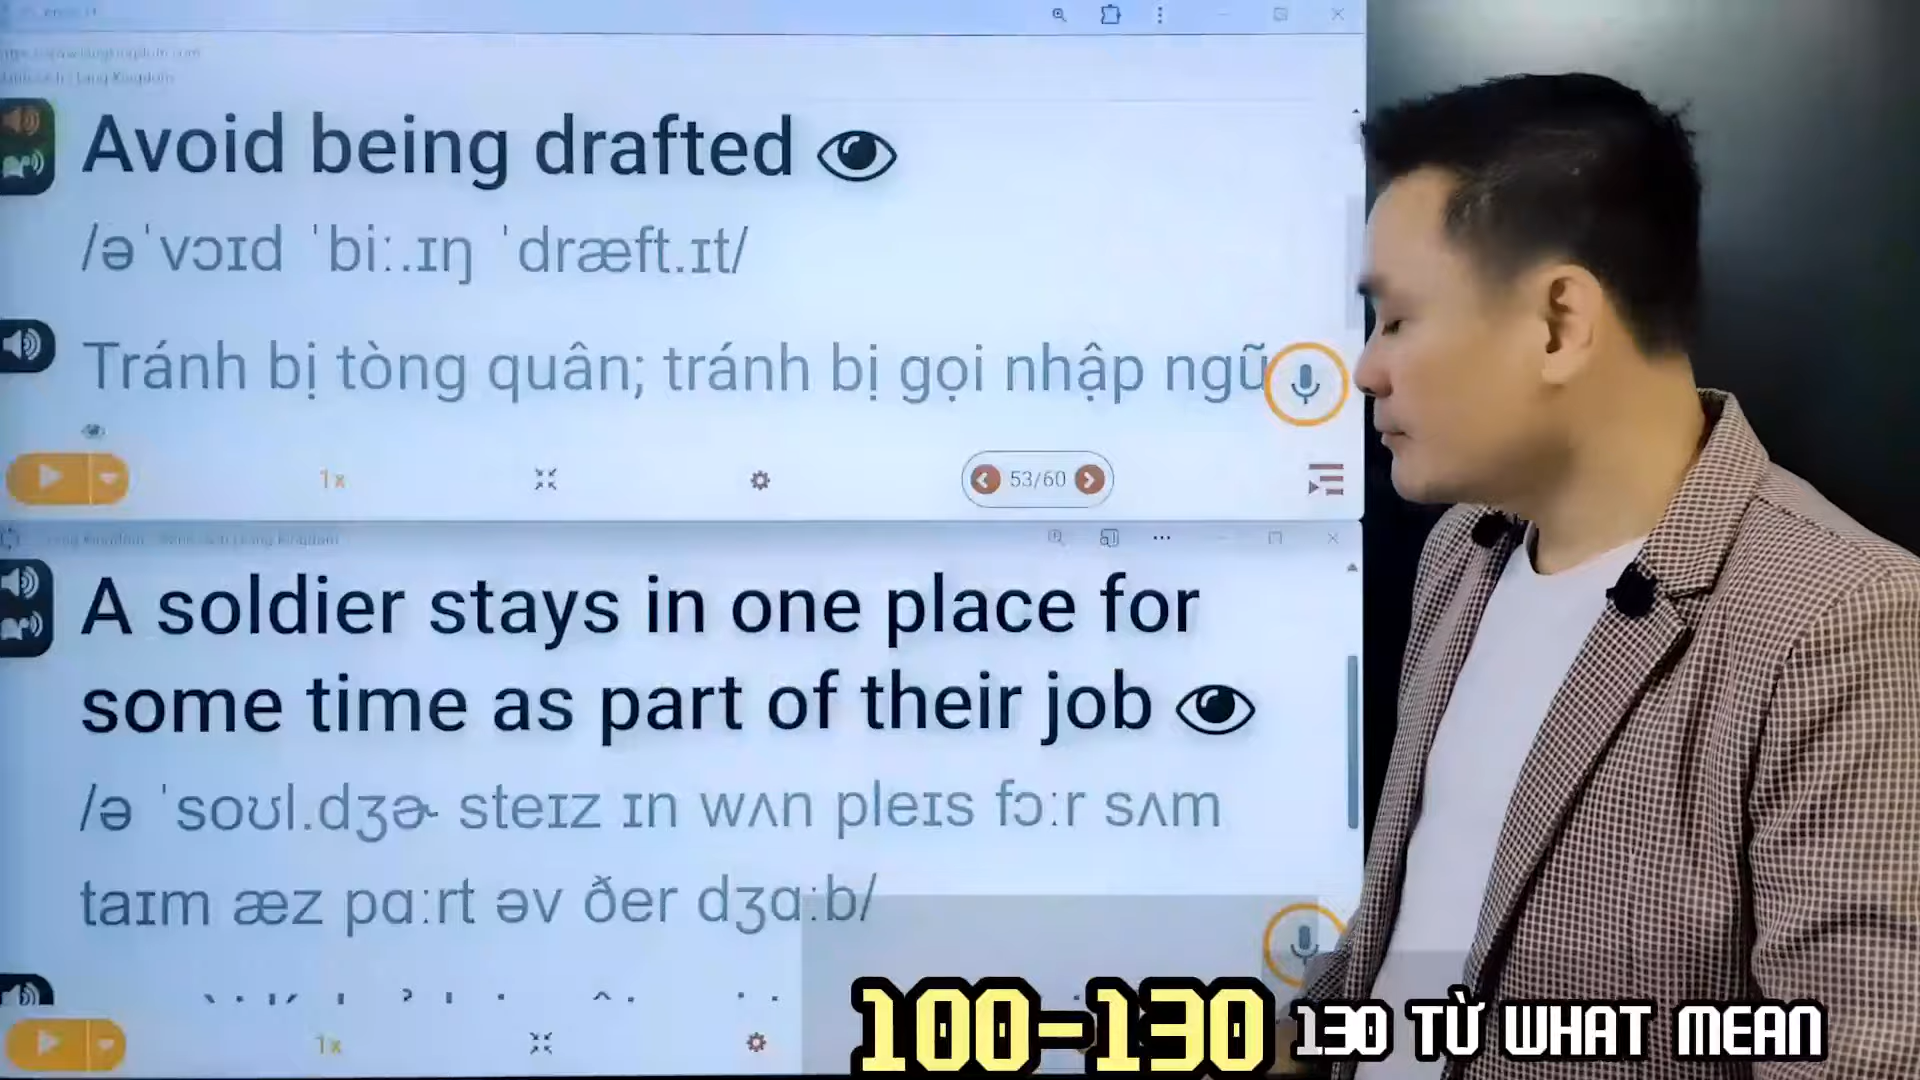 Avoid being drafted
/əˈvɔɪd ˈbiː.ɪŋ ˈdræft.ɪt/
Tránh bị tòng quân; tránh bị gọi nhập ngũ
1x
53/60
A soldier stays in one place for
some time as part of their job
/ə ˈsoʊl.dʒɚ steɪz ɪn wʌn pleɪs fɔːr sʌm
taɪm æz pɑːrt əv ðer dʒɑːb/
1x
100-130 130 TỪ WHAT MEAN